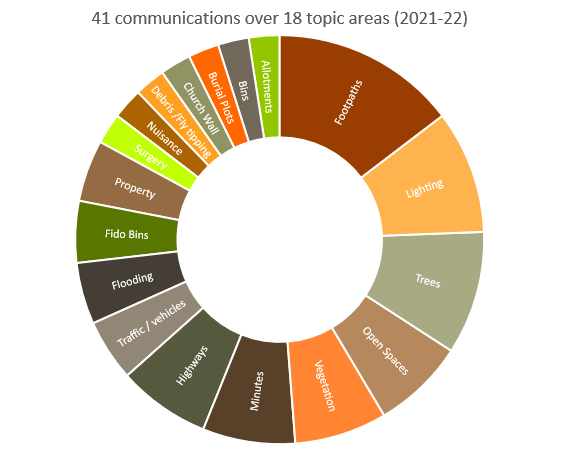 41 communications over 18 topic areas (2021-22)
Footpaths
Lighting
Trees
Open Spaces
Vegetation
Minutes
Highways
Traffic / vehicles
Flooding
Fido Bins
Property
Surgery
Nuisance
Debris /Fly tipping
Church Wall
Burial Plots
Bins
Allotments